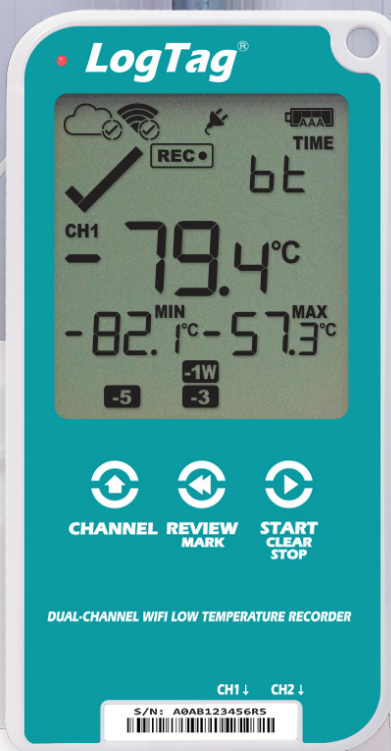 LogTag®
AAA
TIME
REC●
bt
CH1
-79.4°C
MIN MAX
-82.1°C -57.3°C
-1W
-5 -3
CHANNEL REVIEW START
MARK CLEAR
STOP
DUAL-CHANNEL WIFI LOW TEMPERATURE RECORDER
CH1↓ CH2↓
S/N: A0AB123456R5